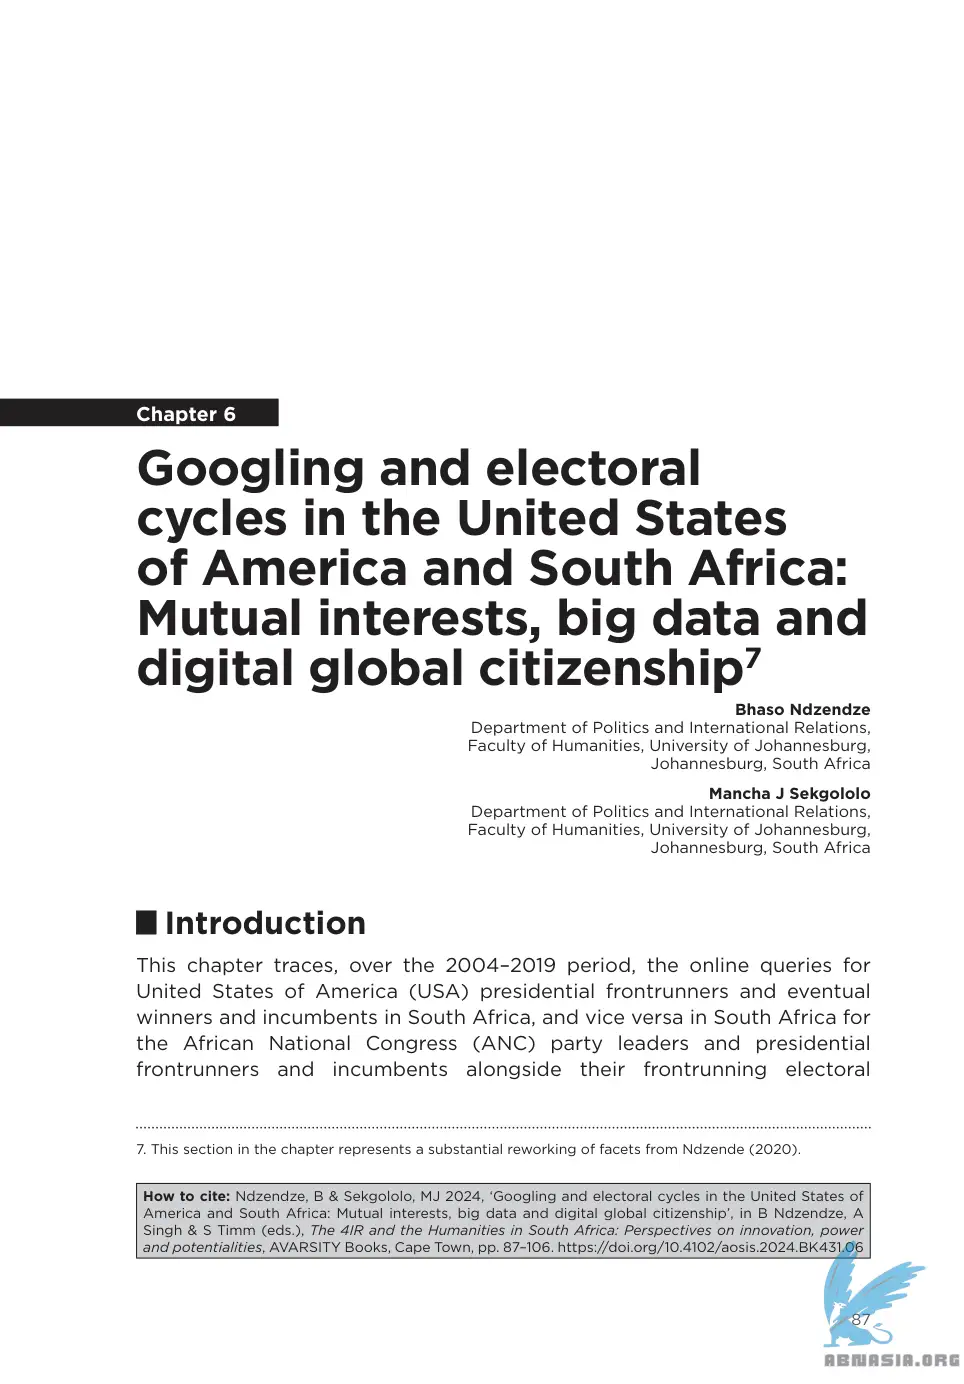 Chapter 6
Googling and electoral
cycles in the United States
of America and South Africa:
Mutual interests, big data and
digital global citizenship7
Bhaso Ndzendze
Department of Politics and International Relations,
Faculty of Humanities, University of Johannesburg,
Johannesburg, South Africa
Mancha J Sekgololo
Department of Politics and International Relations,
Faculty of Humanities, University of Johannesburg,
Johannesburg, South Africa
Introduction
This chapter traces, over the 2004–2019 period, the online queries for
United States of America (USA) presidential frontrunners and eventual
winners and incumbents in South Africa, and vice versa in South Africa for
the African National Congress (ANC) party leaders and presidential
frontrunners and incumbents alongside their frontrunning electoral
7. This section in the chapter represents a substantial reworking of facets from Ndzende (2020).
How to cite: Ndzendze, B & Sekgololo, MJ 2024, ‘Googling and electoral cycles in the United States of
America and South Africa: Mutual interests, big data and digital global citizenship’, in B Ndzendze, A
Singh & S Timm (eds.), The 4IR and the Humanities in South Africa: Perspectives on innovation, power
and potentialities, AVARSITY Books, Cape Town, pp. 87–106. https://doi.org/10.4102/aosis.2024.BK431.06
87
ABNASIA.ORG